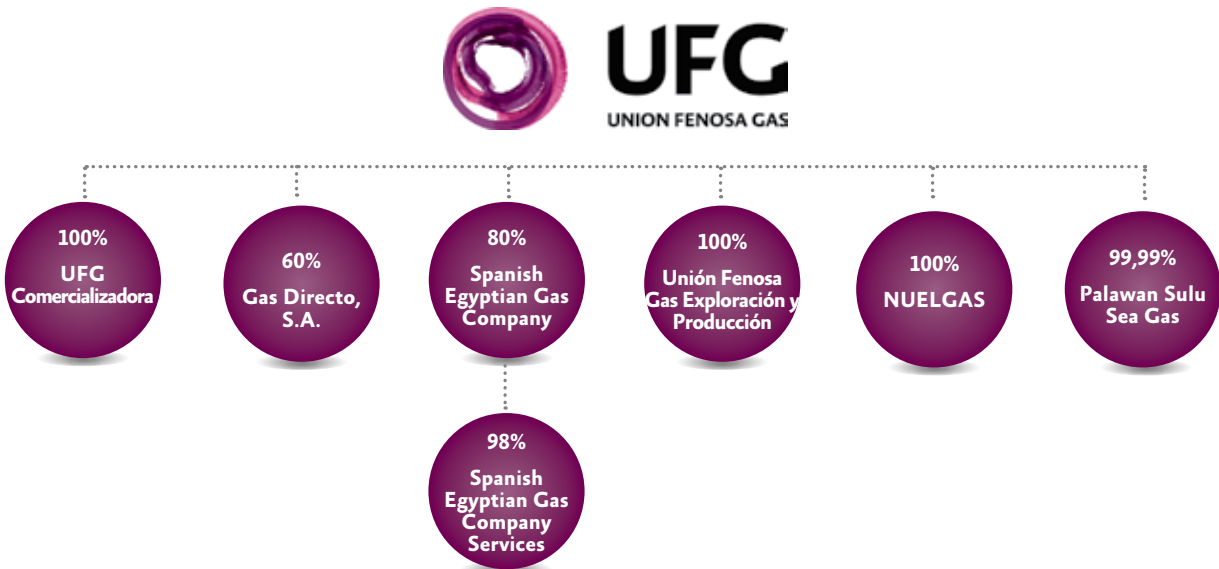 UFG
UNION FENOSA GAS
100%
UFG
Comercializadora
60%
Gas Directo,
S.A.
80%
Spanish
Egyptian Gas
Company
100%
Unión Fenosa
Gas Exploración y
Producción
100%
NUELGAS
99,99%
Palawan Sulu
Sea Gas
98%
Spanish
Egyptian Gas
Company
Services